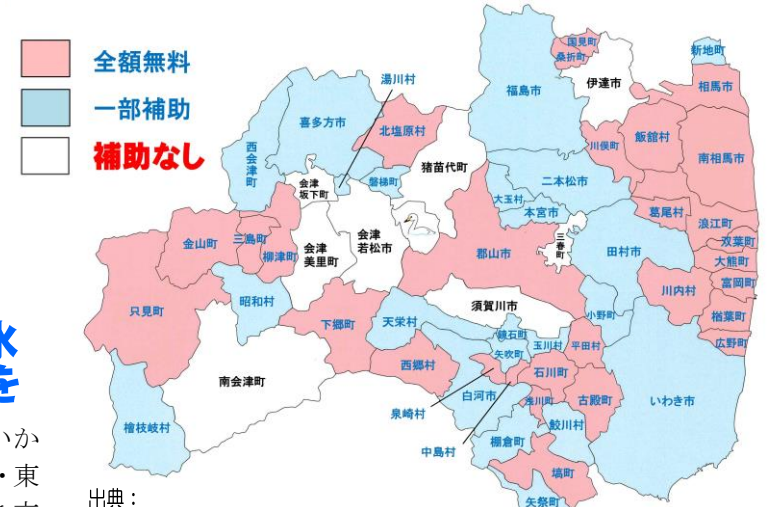 全額無料
一部補助
補助なし
湯川村
喜多方市
北塩原村
西会津町
会津坂下町
磐梯町
猪苗代町
福島市
国見町
桑折町
伊達市
新地町
相馬市
川俣町
飯舘村
南相馬市
二本松市
大玉村
本宮市
葛尾村
浪江町
双葉町
大熊町
富岡町
楢葉町
広野町
川内村
田村市
三春町
郡山市
会津若松市
会津美里町
金山町
三島町
柳津町
昭和村
只見町
下郷町
天栄村
須賀川市
鏡石町
矢吹町
玉川村
平田村
小野町
いわき市
西郷村
白河市
石川町
浅川町
古殿町
鮫川村
南会津町
檜枝岐村
泉崎村
中島村
棚倉町
塙町
矢祭町
を
いか
・東
出典：